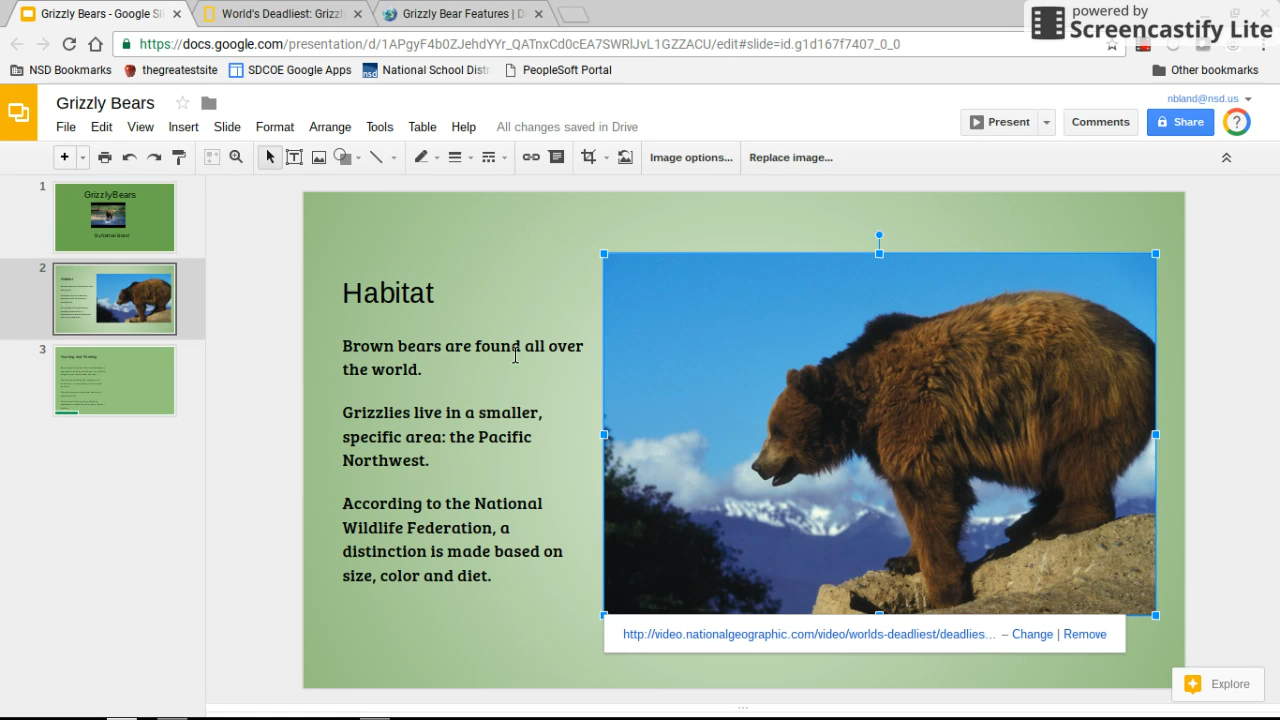 Grizzly Bears - Google Sli
World's Deadliest: Grizzl
Grizzly Bear Features | D
powered by
Screencastify Lite
https://docs.google.com/presentation/d/1APgyF4b0ZJehdYYr_QATnxCd0cEA7SWRlJvL1GZZACU/edit#slide=id.g1d167f7407_0_0
NSD Bookmarks
thegreatestsite
SDCOE Google Apps
nsd
National School Distr
PeopleSoft Portal
Other bookmarks
Grizzly Bears
nbland@nsd.us
File Edit View Insert Slide Format Arrange Tools Table Help All changes saved in Drive
Present
Comments
Share
Image options...
Replace image...
1
GrizzlyBears
2
Habitat
3
Habitat
Brown bears are found all over
the world.
Grizzlies live in a smaller,
specific area: the Pacific
Northwest.
According to the National
Wildlife Federation, a
distinction is made based on
size, color and diet.
http://video.nationalgeographic.com/video/worlds-deadliest/deadlies... – Change | Remove
Explore